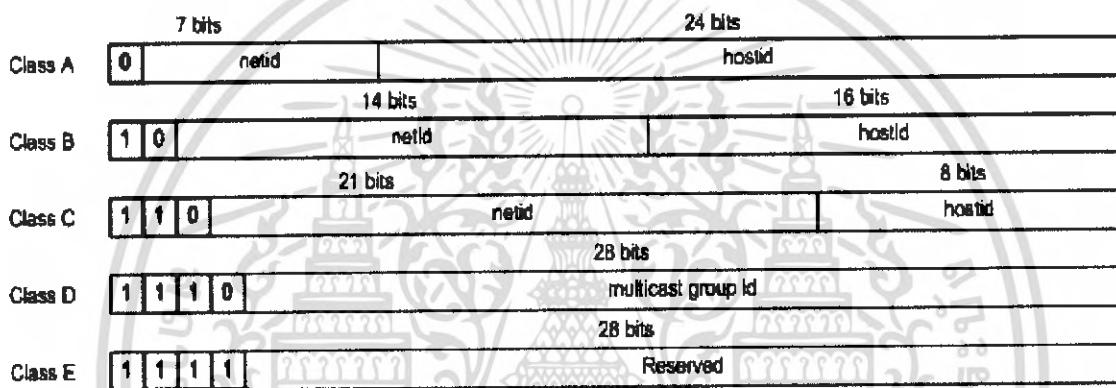 7 bits 24 bits
Class A 0 netid hostid
14 bits 16 bits
Class B 1 0 netid hostid
21 bits 8 bits
Class C 1 1 0 netid hostid
28 bits
Class D 1 1 1 0 multicast group id
28 bits
Class E 1 1 1 1 Reserved